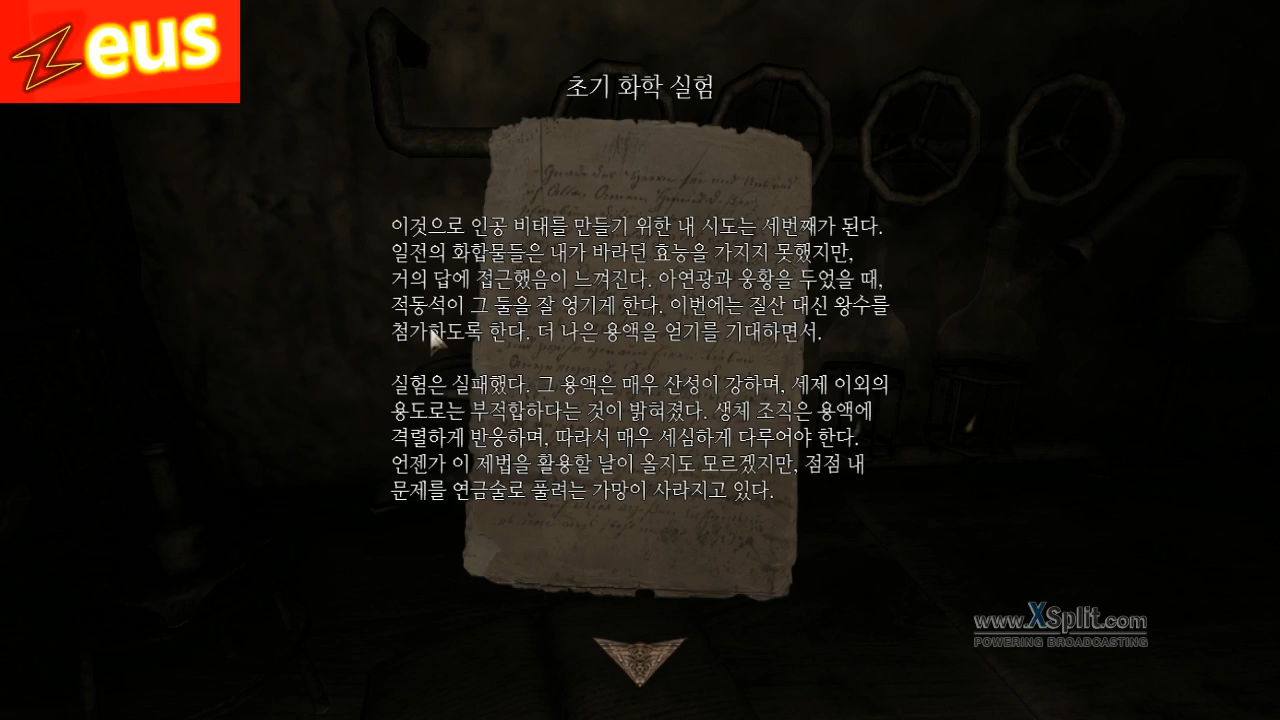 Zeus
초기 화학 실험
이것으로 인공 비태를 만들기 위한 내 시도는 세번째가 된다.
일전의 화합물들은 내가 바라던 효능을 가지지 못했지만,
거의 답에 접근했음이 느껴진다. 아연광과 웅황을 두었을 때,
적동석이 그 둘을 잘 엉기게 한다. 이번에는 질산 대신 왕수를
첨가하도록 한다. 더 나은 용액을 얻기를 기대하면서.
실험은 실패했다. 그 용액은 매우 산성이 강하며, 세제 이외의
용도로는 부적합하다는 것이 밝혀졌다. 생체 조직은 용액에
격렬하게 반응하며, 따라서 매우 세심하게 다루어야 한다.
언젠가 이 제법을 활용할 날이 올지도 모르겠지만, 점점 내
문제를 연금술로 풀려는 가망이 사라지고 있다.
www.XSplit.com
POWERING BROADCASTING